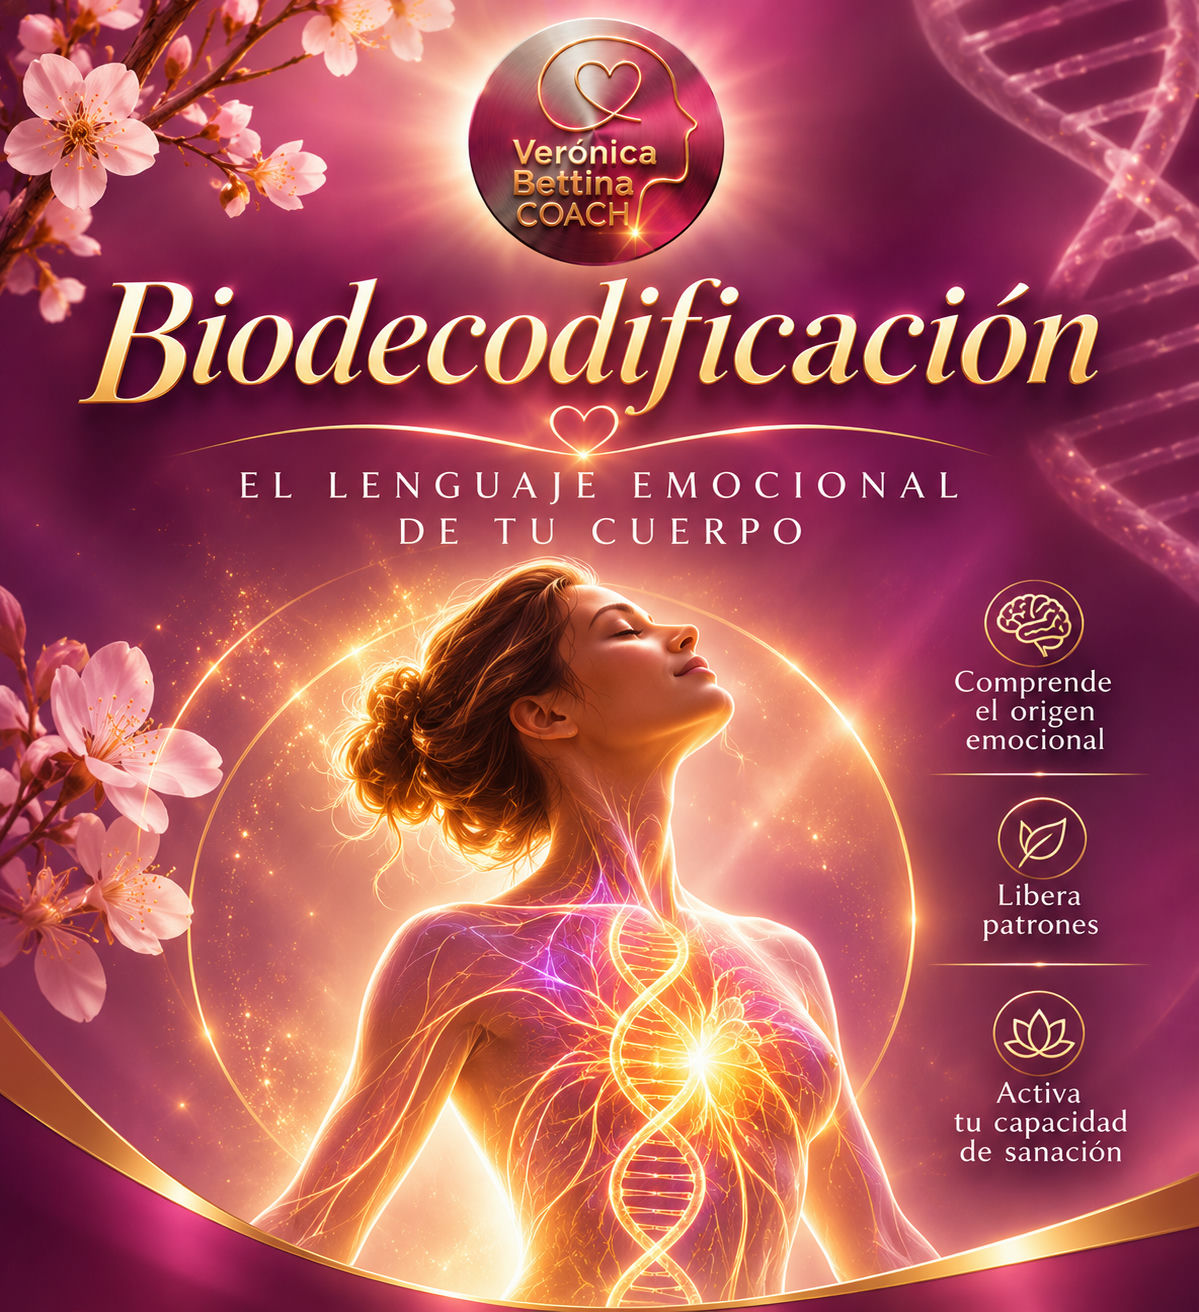 Verónica
Bettina
COACH
Biodecodificación
EL LENGUAJE EMOCIONAL
DE TU CUERPO
Comprende
el origen
emocional
Libera
patrones
Activa
tu capacidad
de sanación